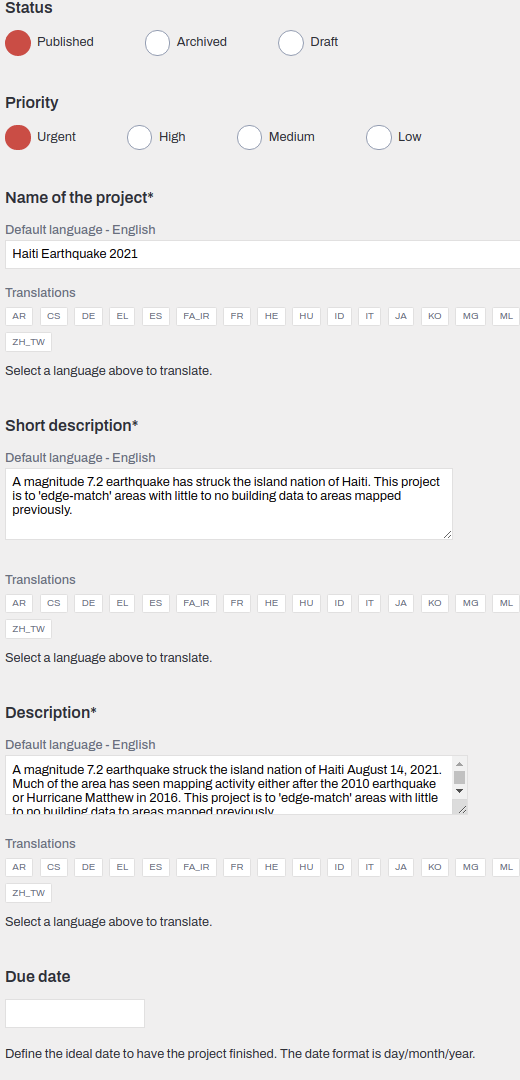 Status
Published Archived Draft
Priority
Urgent High Medium Low
Name of the project*
Default language - English
Haiti Earthquake 2021
Translations
AR CS DE EL ES FA_IR FR HE HU ID IT JA KO MG ML
ZH_TW
Select a language above to translate.
Short description*
Default language - English
A magnitude 7.2 earthquake has struck the island nation of Haiti. This project
is to 'edge-match' areas with little to no building data to areas mapped
previously.
Translations
AR CS DE EL ES FA_IR FR HE HU ID IT JA KO MG ML
ZH_TW
Select a language above to translate.
Description*
Default language - English
A magnitude 7.2 earthquake struck the island nation of Haiti August 14, 2021.
Much of the area has seen mapping activity either after the 2010 earthquake
or Hurricane Matthew in 2016. This project is to 'edge-match' areas with little
to no building data to areas mapped previously.
Translations
AR CS DE EL ES FA_IR FR HE HU ID IT JA KO MG ML
ZH_TW
Select a language above to translate.
Due date
Define the ideal date to have the project finished. The date format is day/month/year.